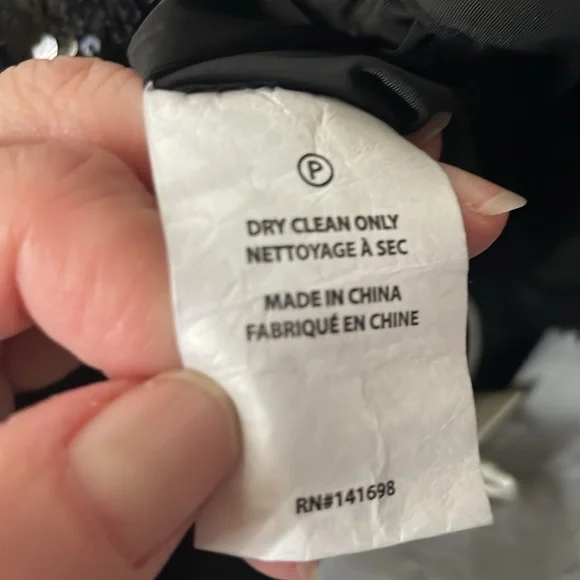 P
DRY CLEAN ONLY
NETTOYAGE À SEC
MADE IN CHINA
FABRIQUÉ EN CHINE
RN#141698